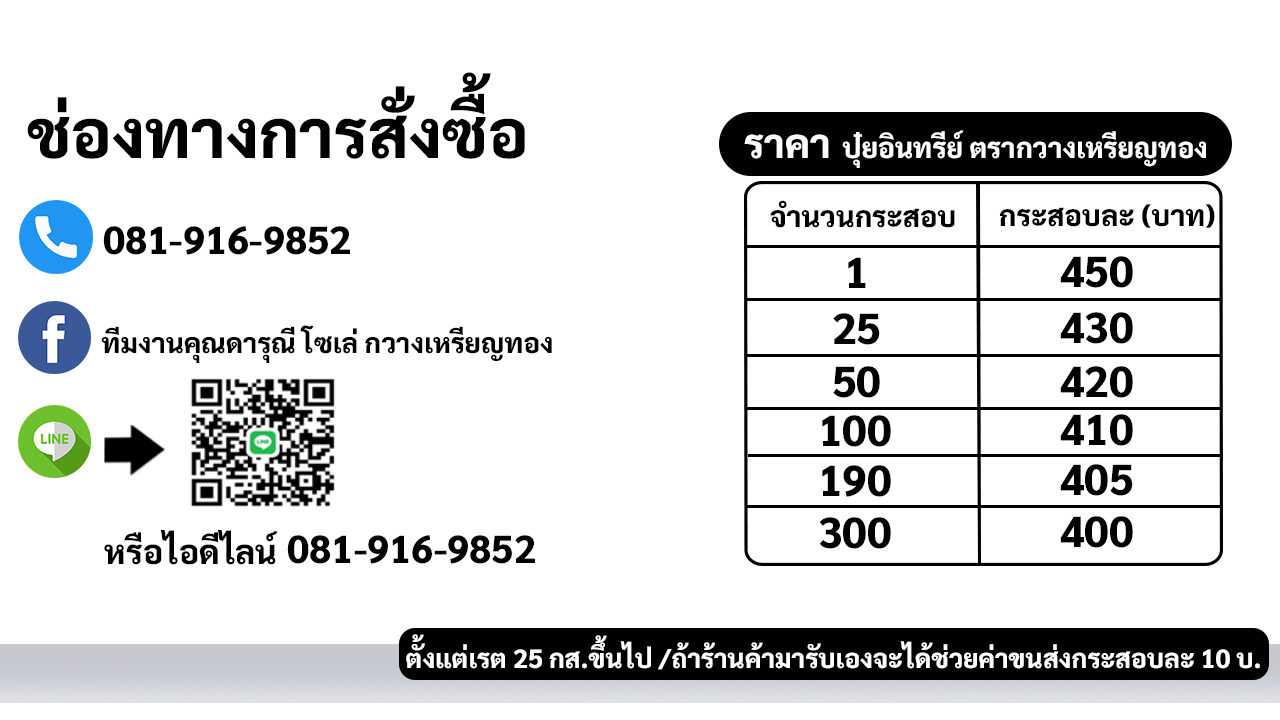 ช่องทางการสั่งซื้อ
081-916-9852
ทีมงานคุณดารุณี โซเล่ กวางเหรียญทอง
LINE
LINE
หรือไอดีไลน์ 081-916-9852
ราคา ปุ๋ยอินทรีย์ ตรากวางเหรียญทอง
จำนวนกระสอบ กระสอบละ (บาท)
1 450
25 430
50 420
100 410
190 405
300 400
ตั้งแต่เรต 25 กส.ขึ้นไป /ถ้าร้านค้ามารับเองจะได้ช่วยค่าขนส่งกระสอบละ 10 บ.